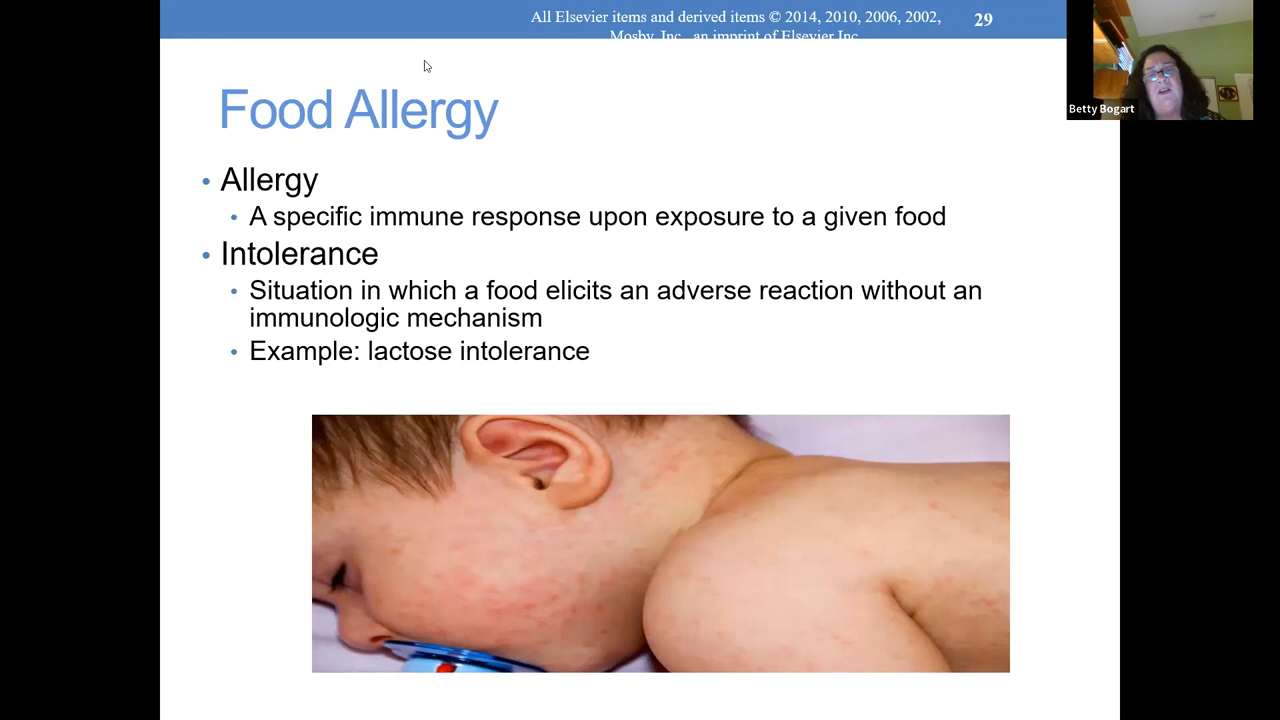 All Elsevier items and derived items © 2014, 2010, 2006, 2002,
Mosby, Inc., an imprint of Elsevier Inc.
29
Betty Bogart
Food Allergy
• Allergy
• A specific immune response upon exposure to a given food
• Intolerance
• Situation in which a food elicits an adverse reaction without an
immunologic mechanism
• Example: lactose intolerance